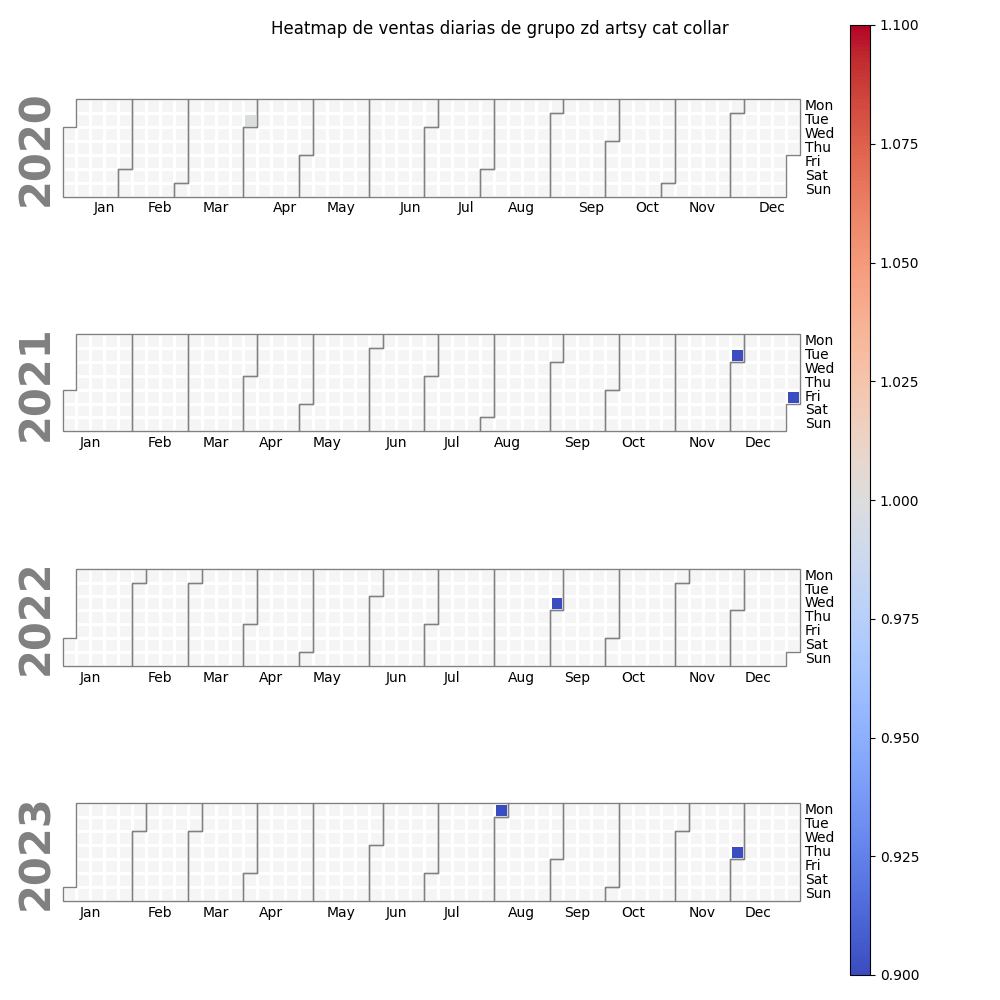 Heatmap de ventas diarias de grupo zd artsy cat collar
2020
Mon
Tue
Wed
Thu
Fri
Sat
Sun
Jan Feb Mar Apr May Jun Jul Aug Sep Oct Nov Dec
2021
Mon
Tue
Wed
Thu
Fri
Sat
Sun
Jan Feb Mar Apr May Jun Jul Aug Sep Oct Nov Dec
2022
Mon
Tue
Wed
Thu
Fri
Sat
Sun
Jan Feb Mar Apr May Jun Jul Aug Sep Oct Nov Dec
2023
Mon
Tue
Wed
Thu
Fri
Sat
Sun
Jan Feb Mar Apr May Jun Jul Aug Sep Oct Nov Dec
1.100
1.075
1.050
1.025
1.000
0.975
0.950
0.925
0.900